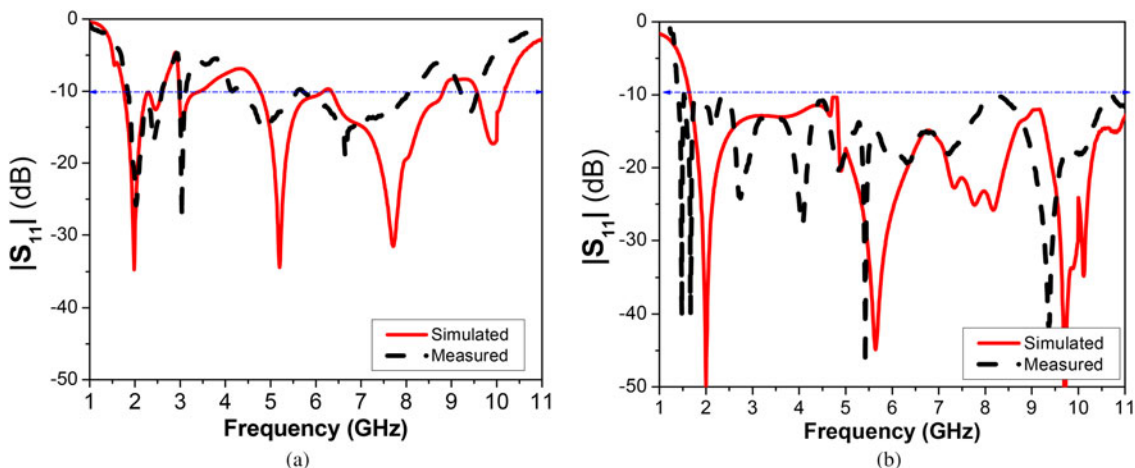 0
-10
-20
-30
-40
-50
|S₁₁| (dB)
Simulated
Measured
1 2 3 4 5 6 7 8 9 10 11
Frequency (GHz)
(a)
0
-10
-20
-30
-40
-50
|S₁₁| (dB)
Simulated
Measured
1 2 3 4 5 6 7 8 9 10 11
Frequency (GHz)
(b)